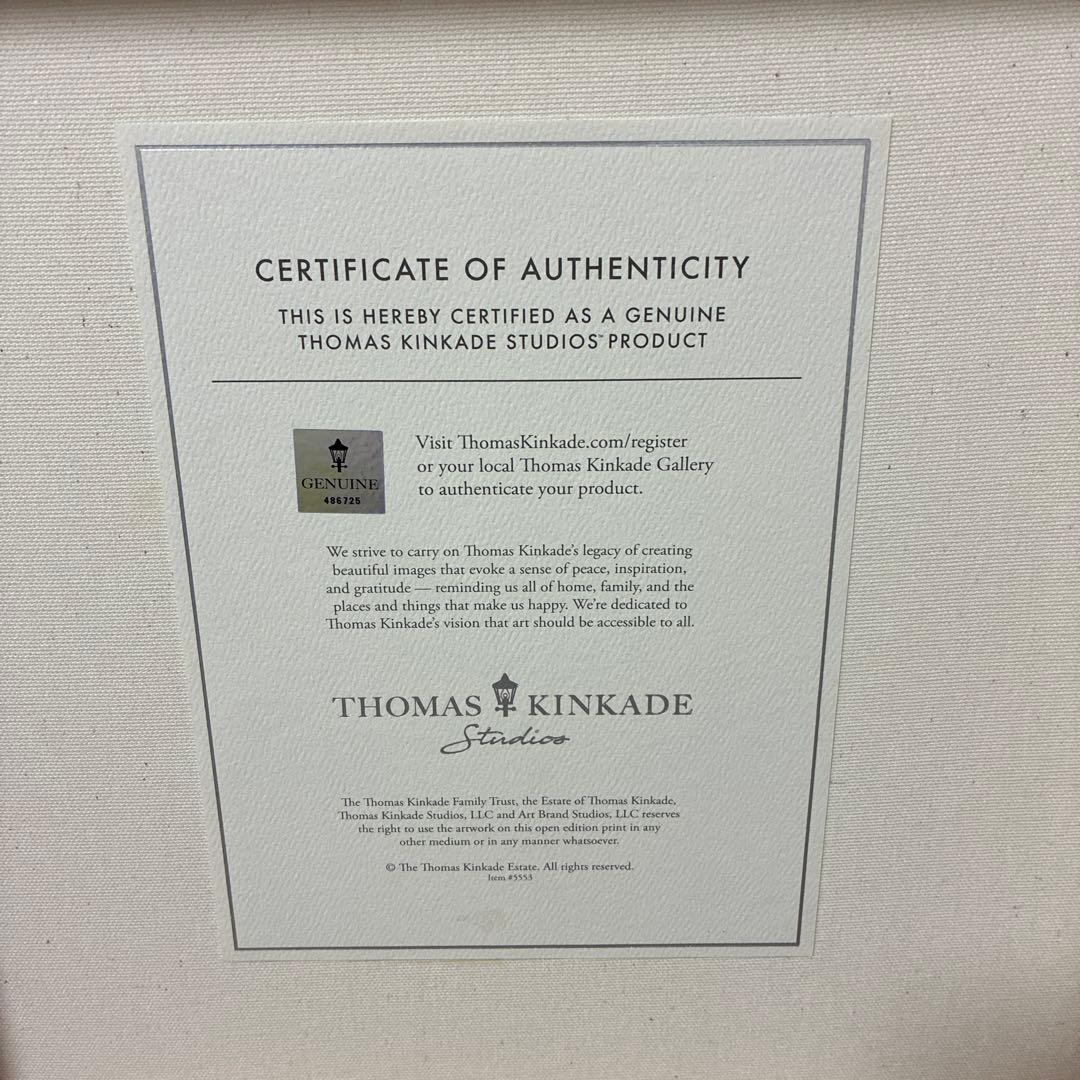 CERTIFICATE OF AUTHENTICITY
THIS IS HEREBY CERTIFIED AS A GENUINE
THOMAS KINKADE STUDIOS™ PRODUCT
GENUINE
486725
Visit ThomasKinkade.com/register
or your local Thomas Kinkade Gallery
to authenticate your product.
We strive to carry on Thomas Kinkade's legacy of creating
beautiful images that evoke a sense of peace, inspiration,
and gratitude — reminding us all of home, family, and the
places and things that make us happy. We're dedicated to
Thomas Kinkade's vision that art should be accessible to all.
THOMAS KINKADE
Studios
The Thomas Kinkade Family Trust, the Estate of Thomas Kinkade,
Thomas Kinkade Studios, LLC and Art Brand Studios, LLC reserves
the right to use the artwork on this open edition print in any
other medium or in any manner whatsoever.
© The Thomas Kinkade Estate. All rights reserved.
Item #5553